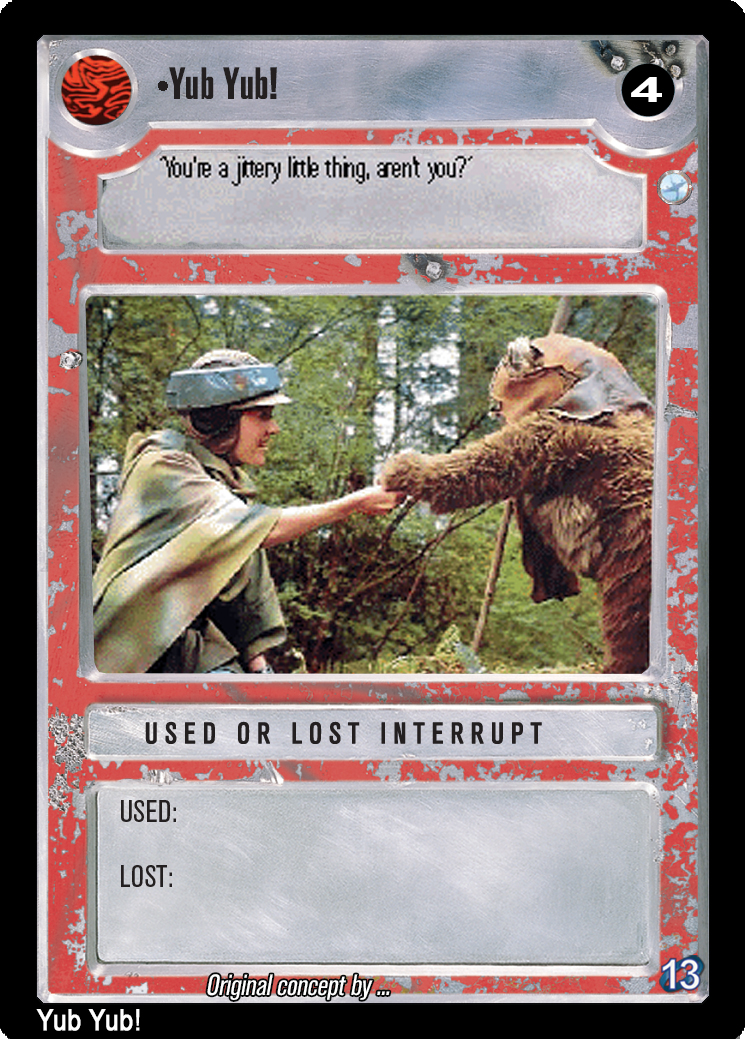 •Yub Yub!
4
'You're a jittery little thing, aren't you?'
USED OR LOST INTERRUPT
USED:
LOST:
Original concept by ...
13
Yub Yub!